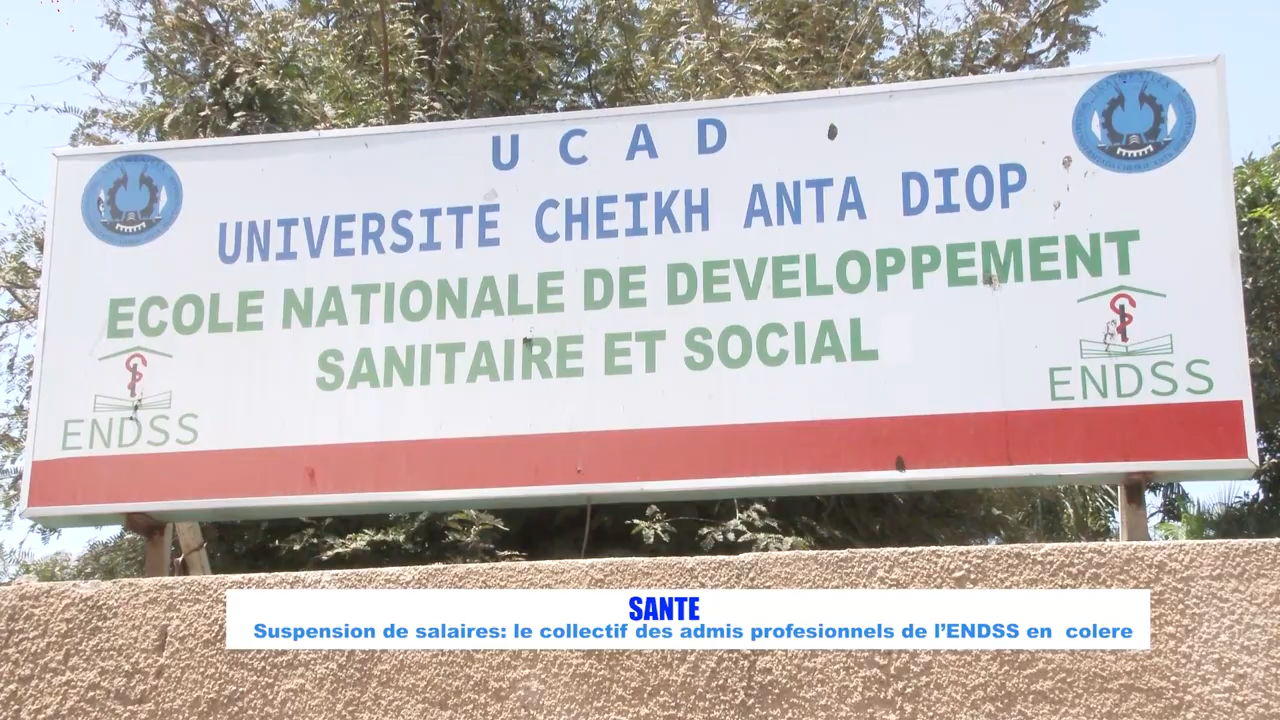 U C A D
UNIVERSITE CHEIKH ANTA DIOP
ECOLE NATIONALE DE DEVELOPPEMENT
SANITAIRE ET SOCIAL
ENDSS
ENDSS
SANTE
Suspension de salaires: le collectif des admis profesionnels de l’ENDSS en colere